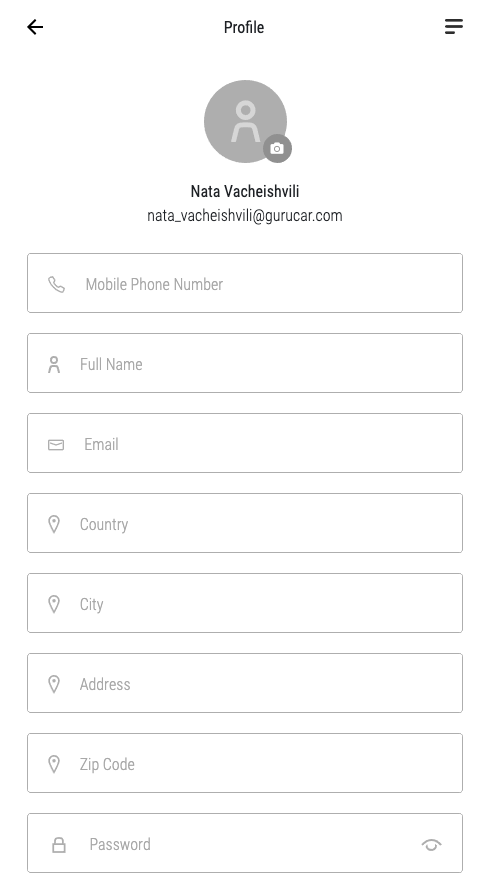 Profile
Nata Vacheishvili
nata_vacheishvili@gurucar.com
Mobile Phone Number
Full Name
Email
Country
City
Address
Zip Code
Password